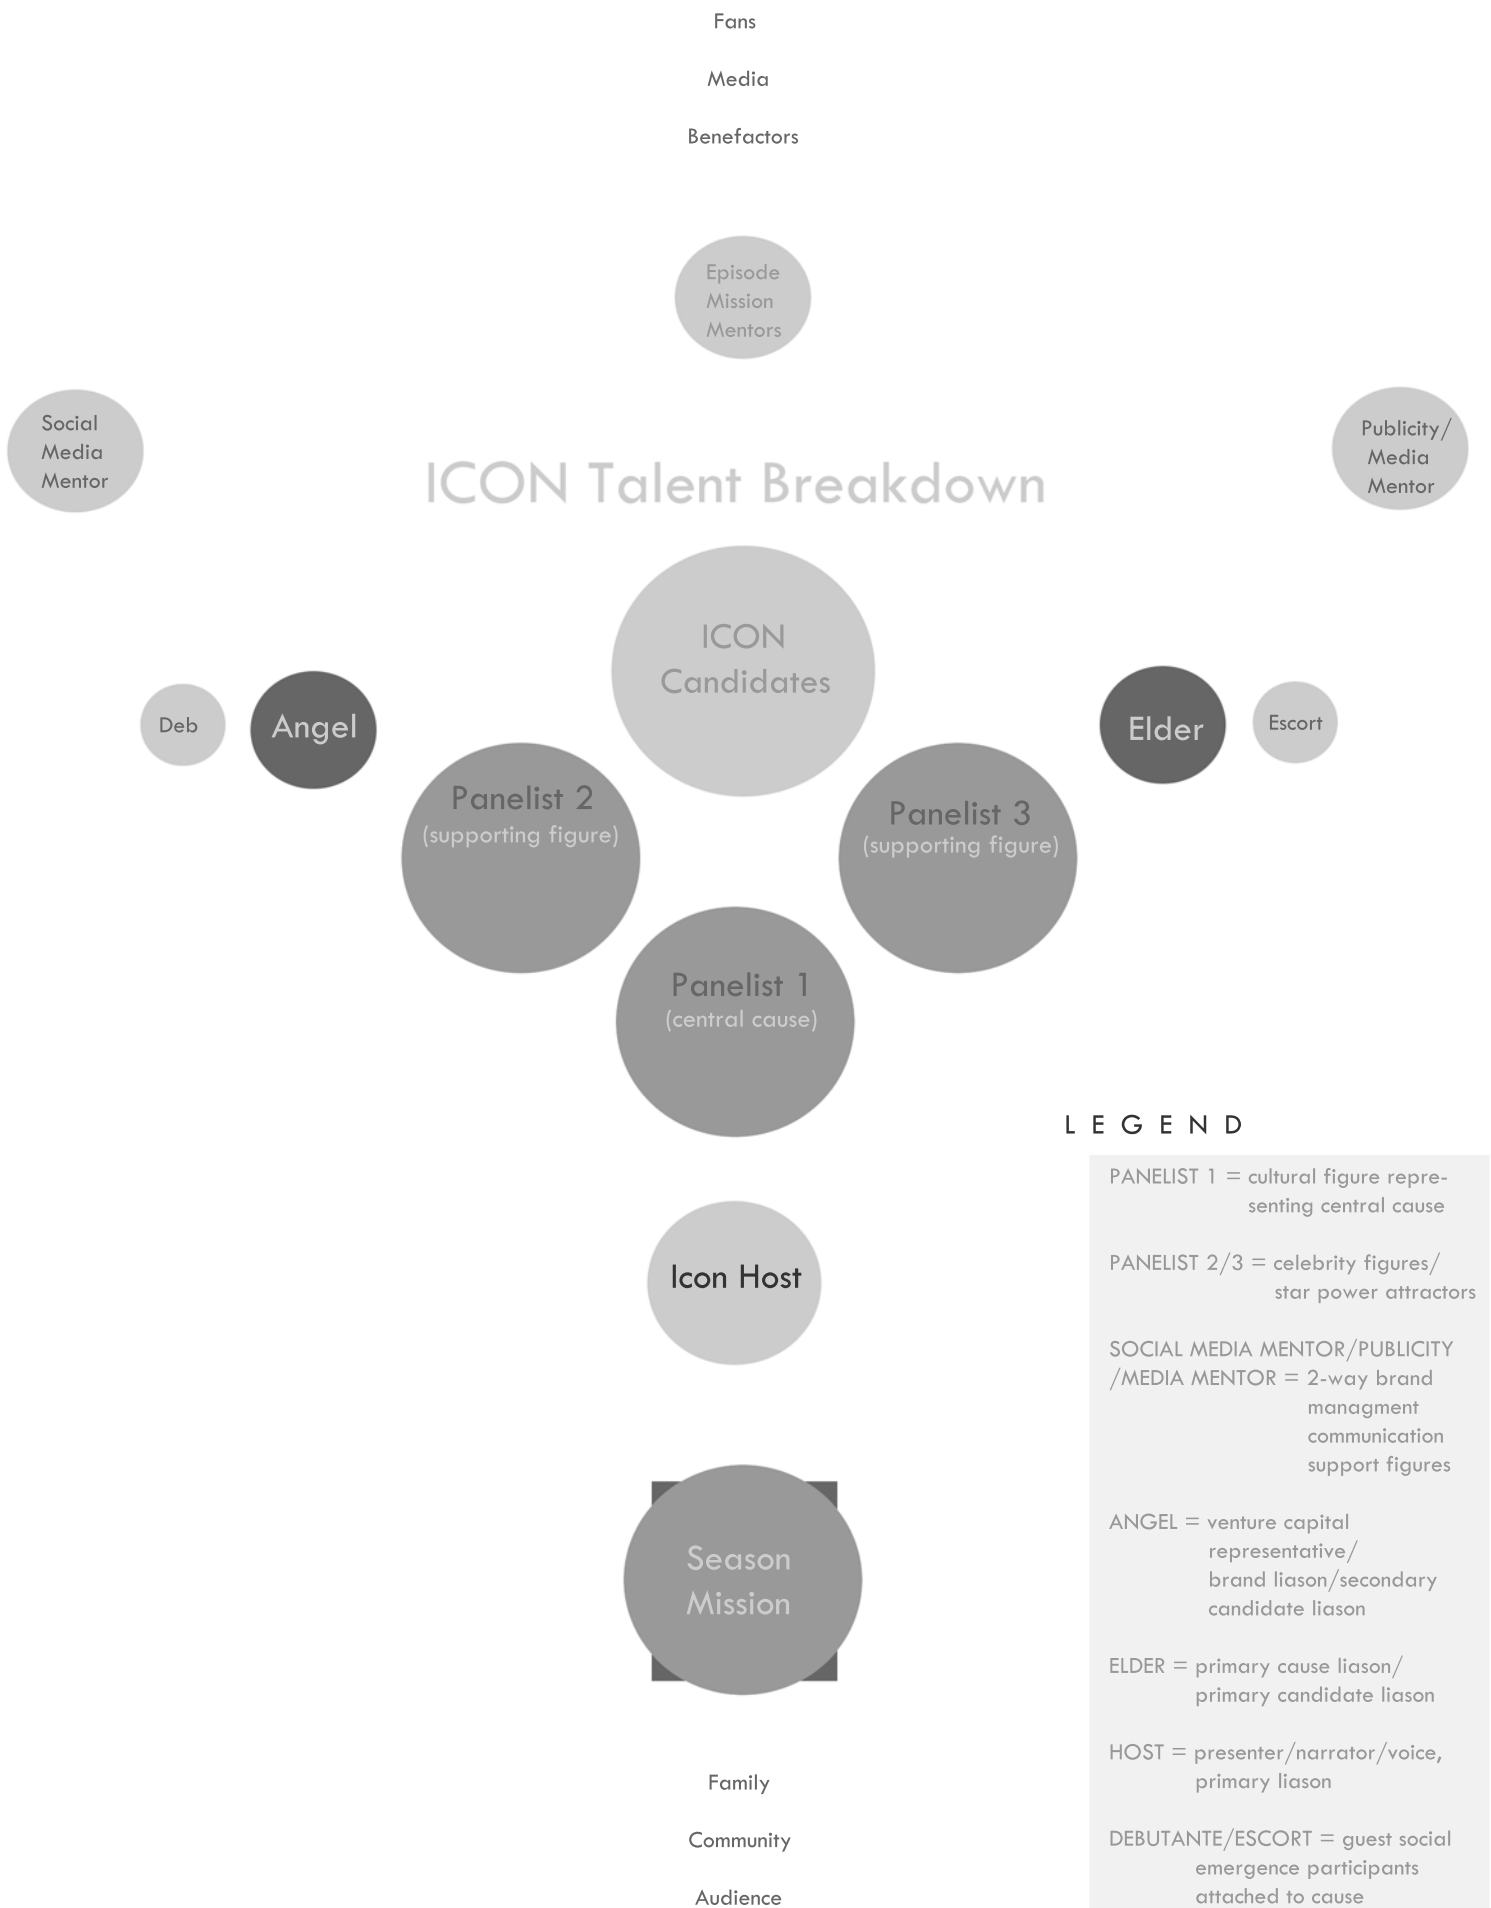 Fans
Media
Benefactors
Episode
Mission
Mentors
Social
Media
Mentor
Publicity/
Media
Mentor
ICON Talent Breakdown
ICON
Candidates
Deb
Angel
Elder
Escort
Panelist 2
(supporting figure)
Panelist 3
(supporting figure)
Panelist 1
(central cause)
Icon Host
Season
Mission
Family
Community
Audience
LEGEND
PANELIST 1 = cultural figure repre-
senting central cause
PANELIST 2/3 = celebrity figures/
star power attractors
SOCIAL MEDIA MENTOR/PUBLICITY
/MEDIA MENTOR = 2-way brand
managment
communication
support figures
ANGEL = venture capital
representative/
brand liason/secondary
candidate liason
ELDER = primary cause liason/
primary candidate liason
HOST = presenter/narrator/voice,
primary liason
DEBUTANTE/ESCORT = guest social
emergence participants
attached to cause